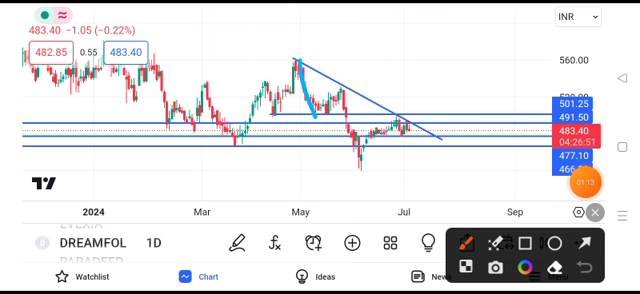 INR
483.40 −1.05 (−0.22%)
482.85 0.55 483.40
560.00
501.25
491.50
483.40
04:26:51
477.10
01:13
2024 Mar May Jul Sep
DREAMFOL 1D
Watchlist Chart Ideas News